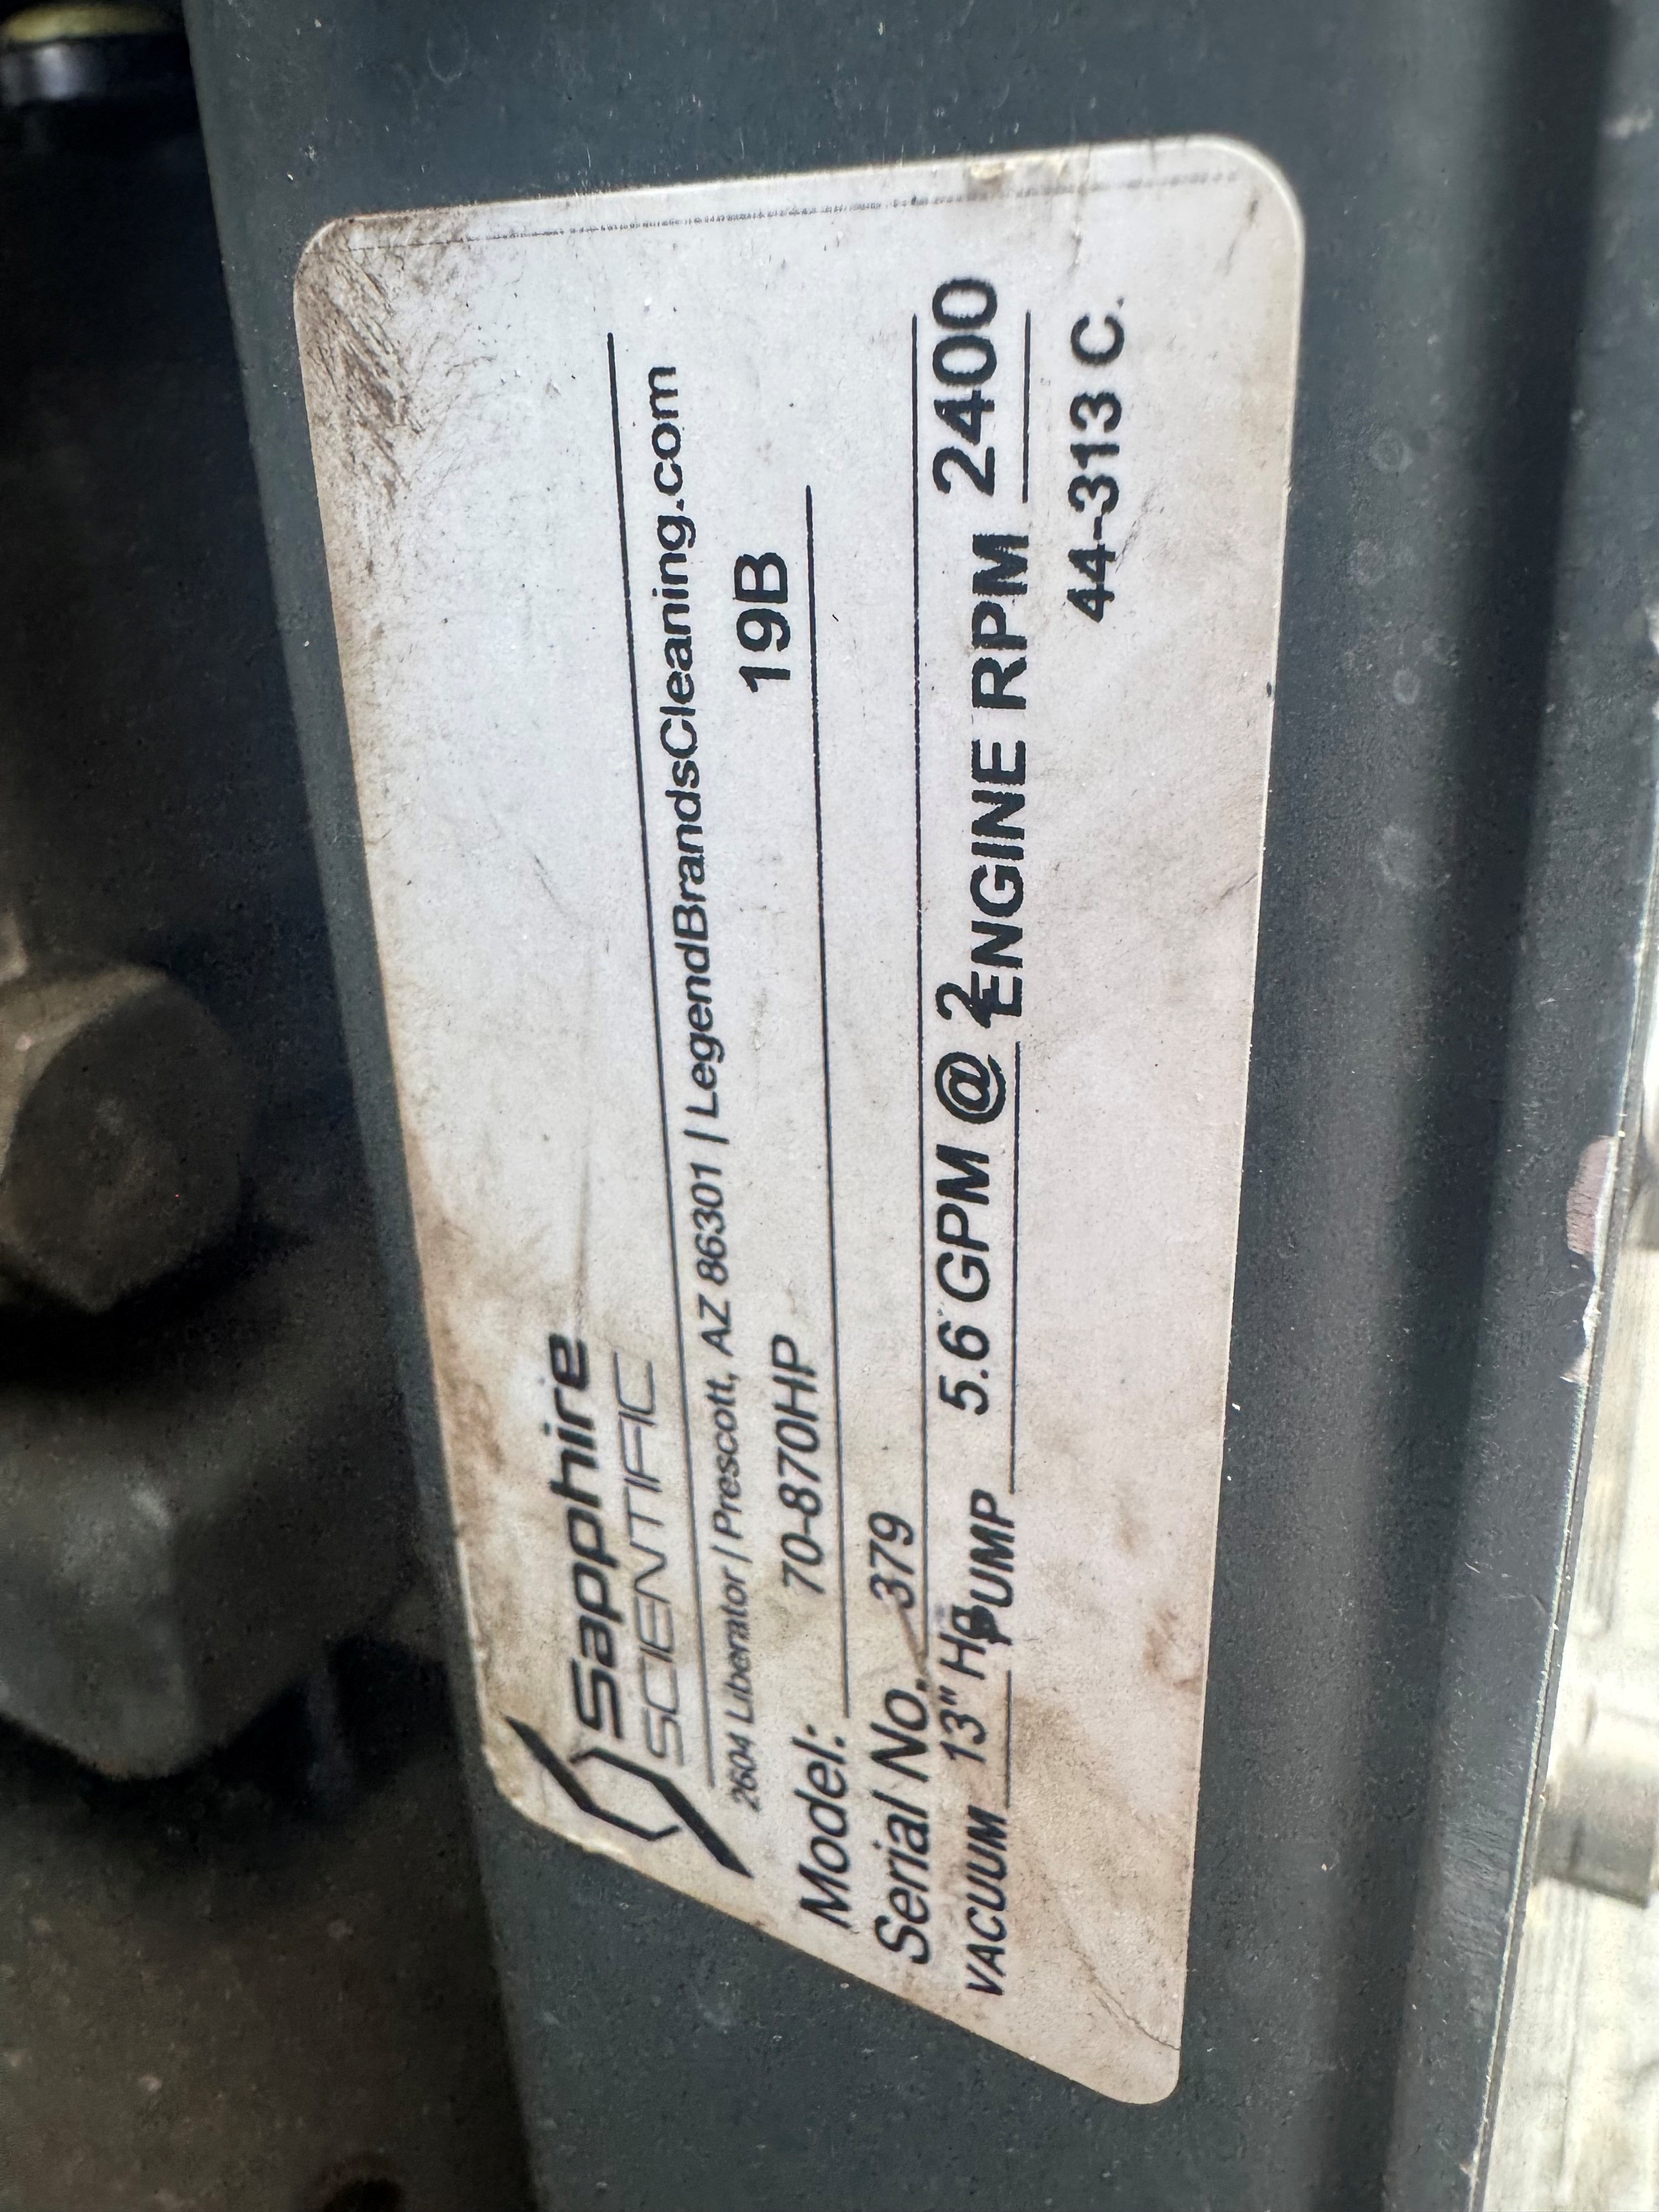 Sapphire
SCIENTIFIC
2604 Liberator | Prescott, AZ 86301 | LegendBrandsCleaning.com
Model: 70-870HP 19B
Serial No. 379
VACUUM 13" Hg PUMP 5.6 GPM @ 2 ENGINE RPM 2400
44-313 C